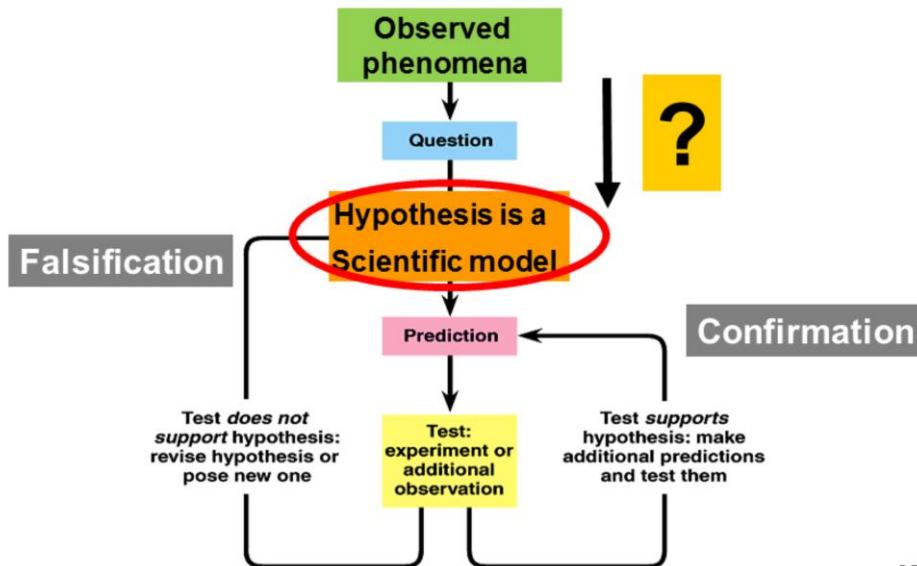 Observed
phenomena
?
Question
Hypothesis is a
Scientific model
Falsification
Confirmation
Prediction
Test does not
support hypothesis:
revise hypothesis or
pose new one
Test:
experiment or
additional
observation
Test supports
hypothesis: make
additional predictions
and test them